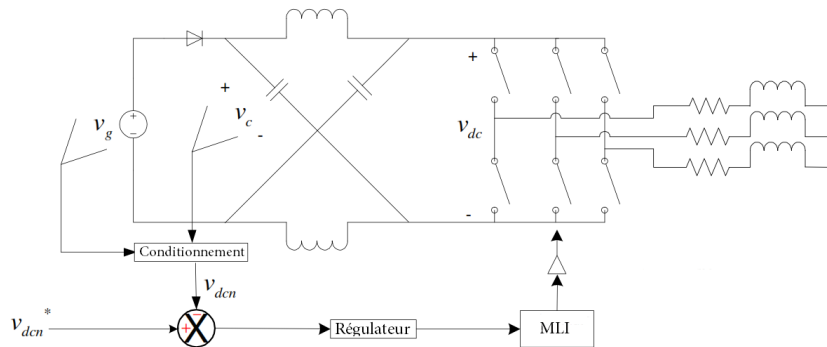 +
+
v_g
+
−
v_c
-
v_dc
-
Conditionnement
v_dcn
v_dcn*
+
−
Régulateur
MLI